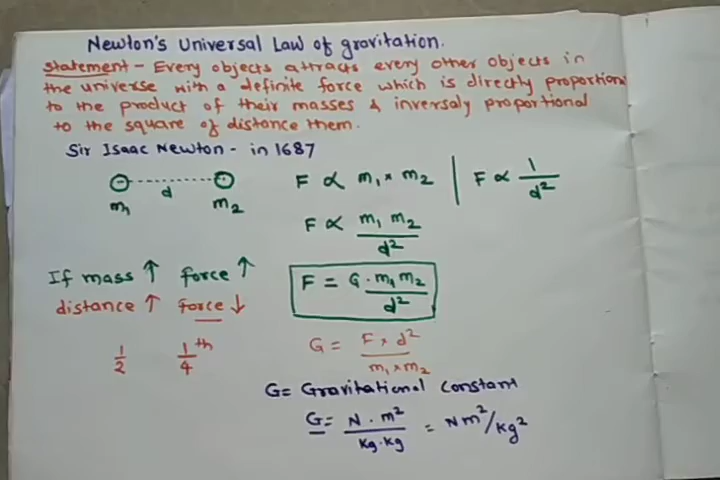 Newton's Universal Law of gravitation.
Statement - Every objects attracts every other objects in
the universe with a definite force which is directly proportion
to the product of their masses & inversaly proportional
to the square of distance them.
Sir Isaac Newton - in 1687
d
m₁ m₂
F ∝ m₁ × m₂ | F ∝ 1/d²
F ∝ m₁ m₂/d²
If mass ↑ force ↑
distance ↑ force ↓
F = G · m₁ m₂/d²
1/2 1/4th
G = F × d²/m₁ × m₂
G = Gravitational Constant
G = N · m²/Kg · Kg = Nm²/Kg²